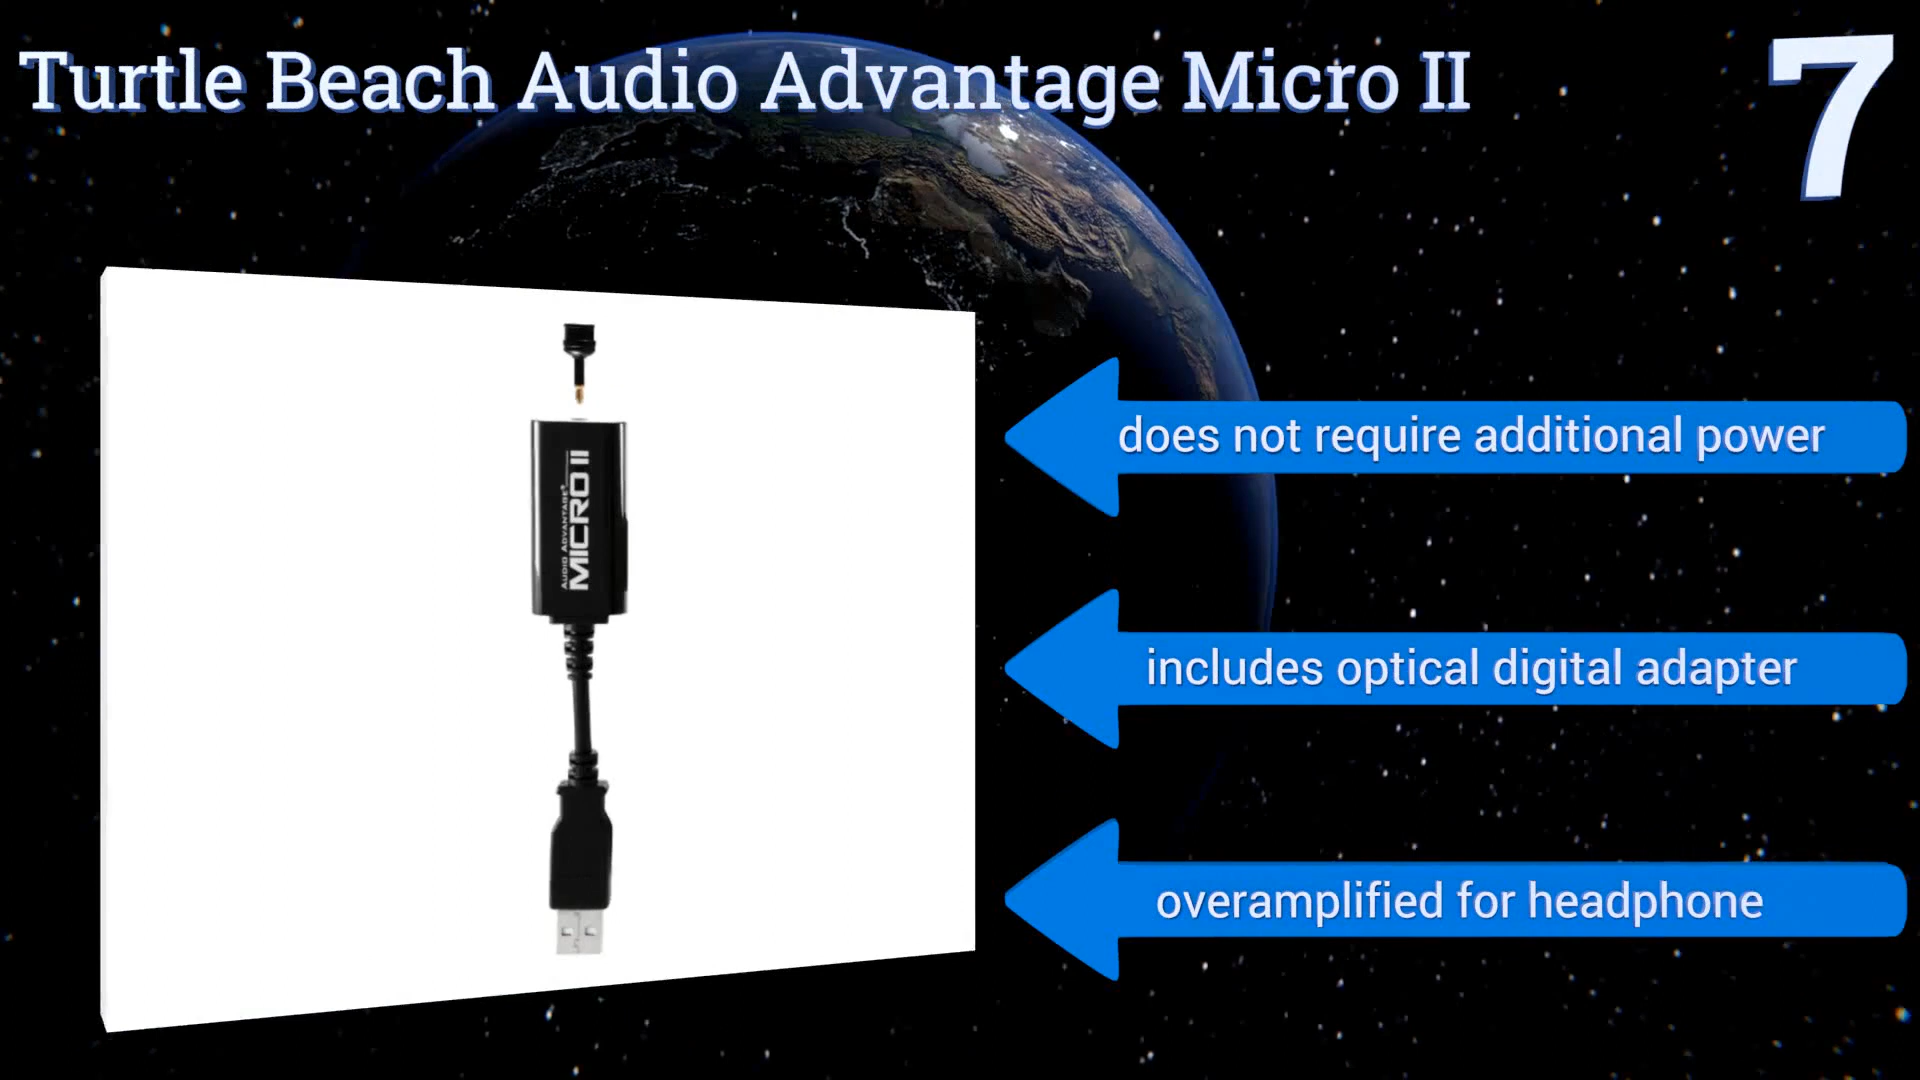 Turtle Beach Audio Advantage Micro II
7
AUDIO ADVANTAGE®
MICRO II
does not require additional power
includes optical digital adapter
overamplified for headphone